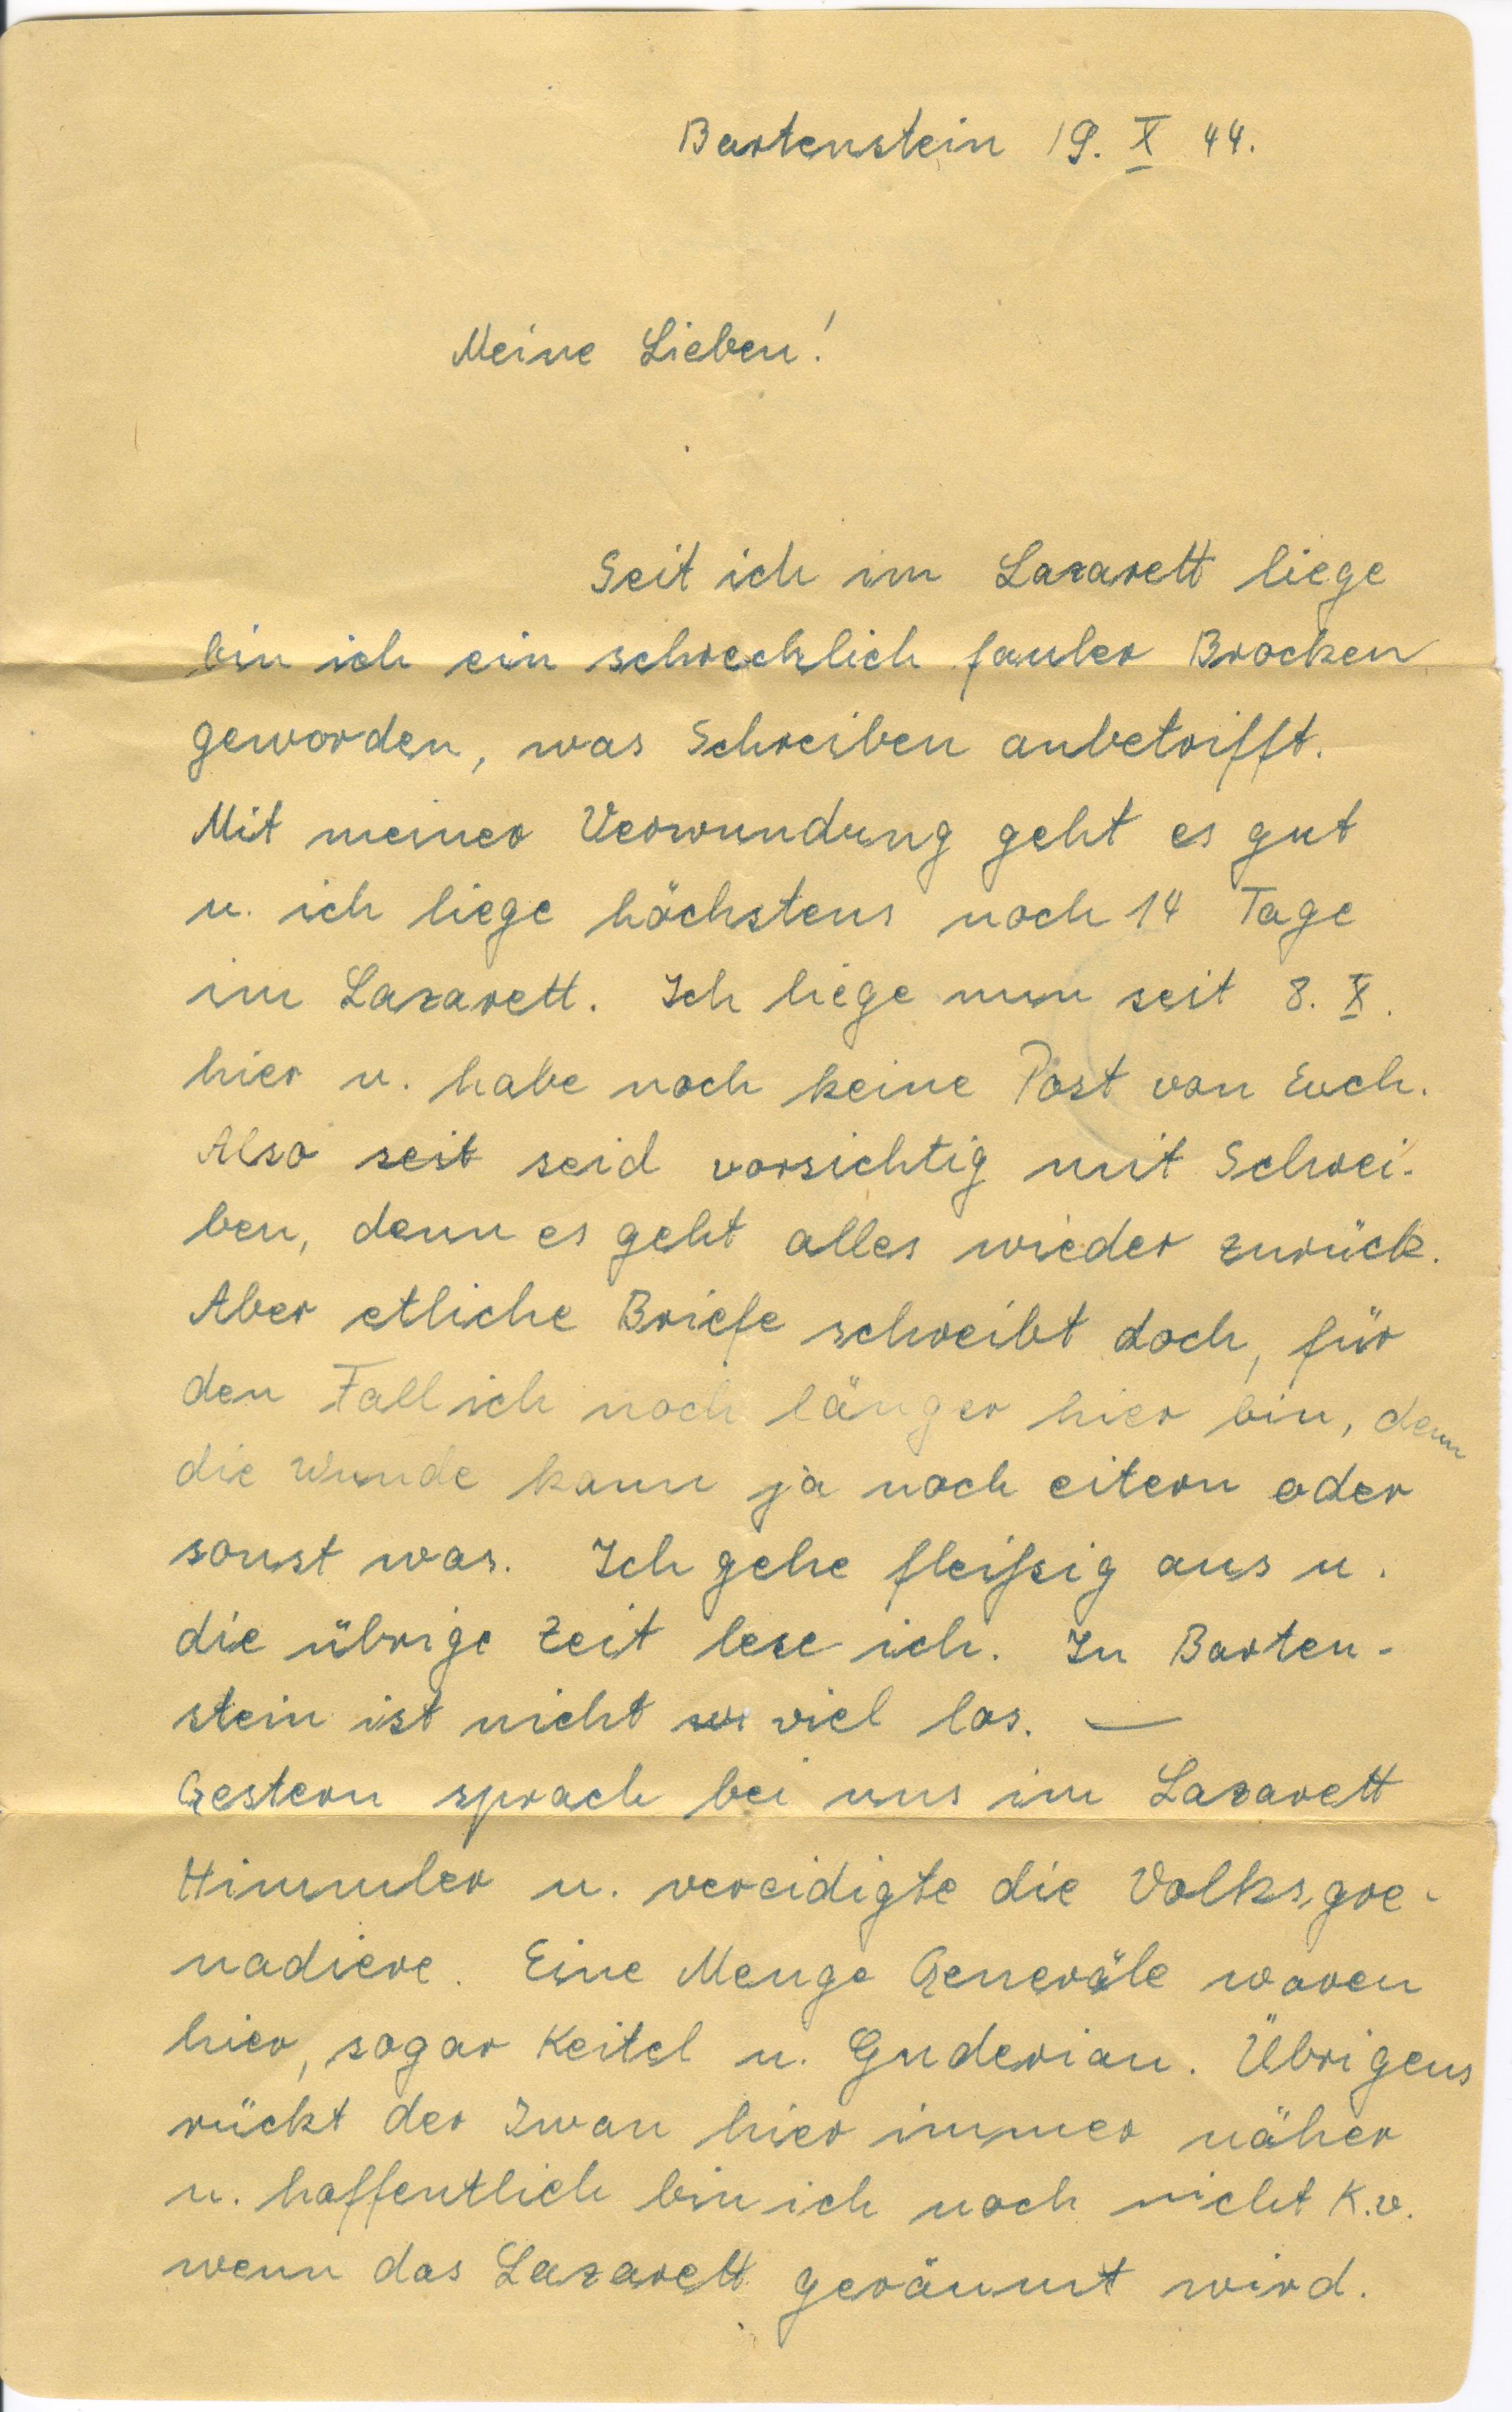 Bartenstein 19. X 44.
Meine Lieben!
Seit ich im Lazarett liege
bin ich ein schrecklich fauler Brocken
geworden, was Schreiben anbetrifft.
Mit meiner Verwundung geht es gut
u. ich liege höchstens noch 14 Tage
im Lazarett. Ich liege nun seit 8. X.
hier u. habe noch keine Post von Euch.
Also seit seid vorsichtig mit Schrei-
ben, denn es geht alles wieder zurück.
Aber etliche Briefe schreibt doch, für
den Fall ich noch länger hier bin, denn
die Wunde kann ja noch eitern oder
sonst was. Ich gehe fleißig aus u.
die übrige Zeit lese ich. In Barten-
stein ist nicht viel los. —
Gestern sprach bei uns im Lazarett
Himmler u. vereidigte die Volksgre-
nadiere. Eine Menge Generäle waren
hier, sogar Keitel u. Guderian. Übrigens
rückt der Iwan hier immer näher
u. hoffentlich bin ich noch nicht K.v.
wenn das Lazarett geräumt wird.